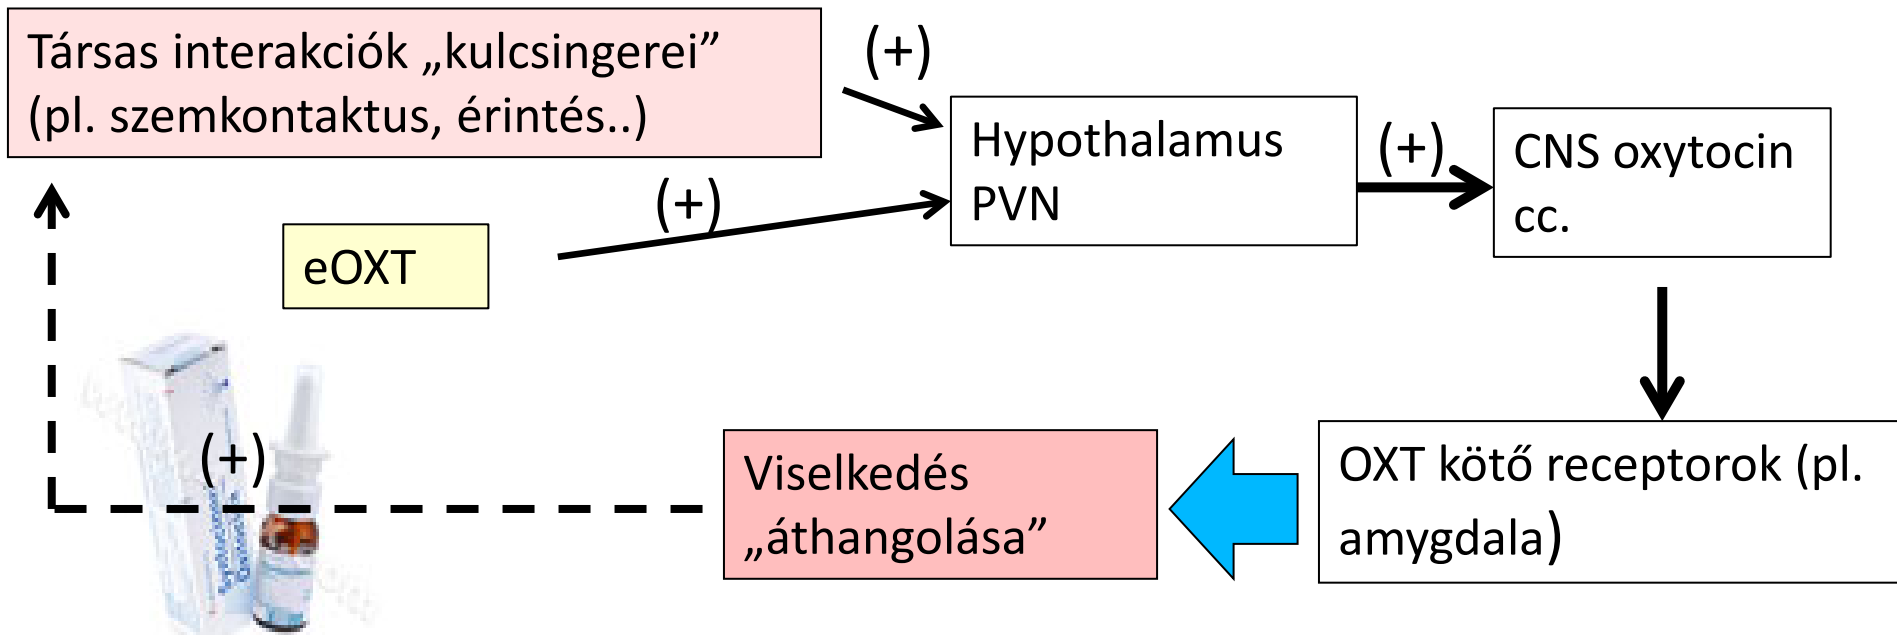 Társas interakciók „kulcsingerei”
(pl. szemkontaktus, érintés..)
(+)
Hypothalamus
PVN
(+)
CNS oxytocin
cc.
(+)
eOXT
OXT kötő receptorok (pl.
amygdala)
Viselkedés
„áthangolása”
(+)